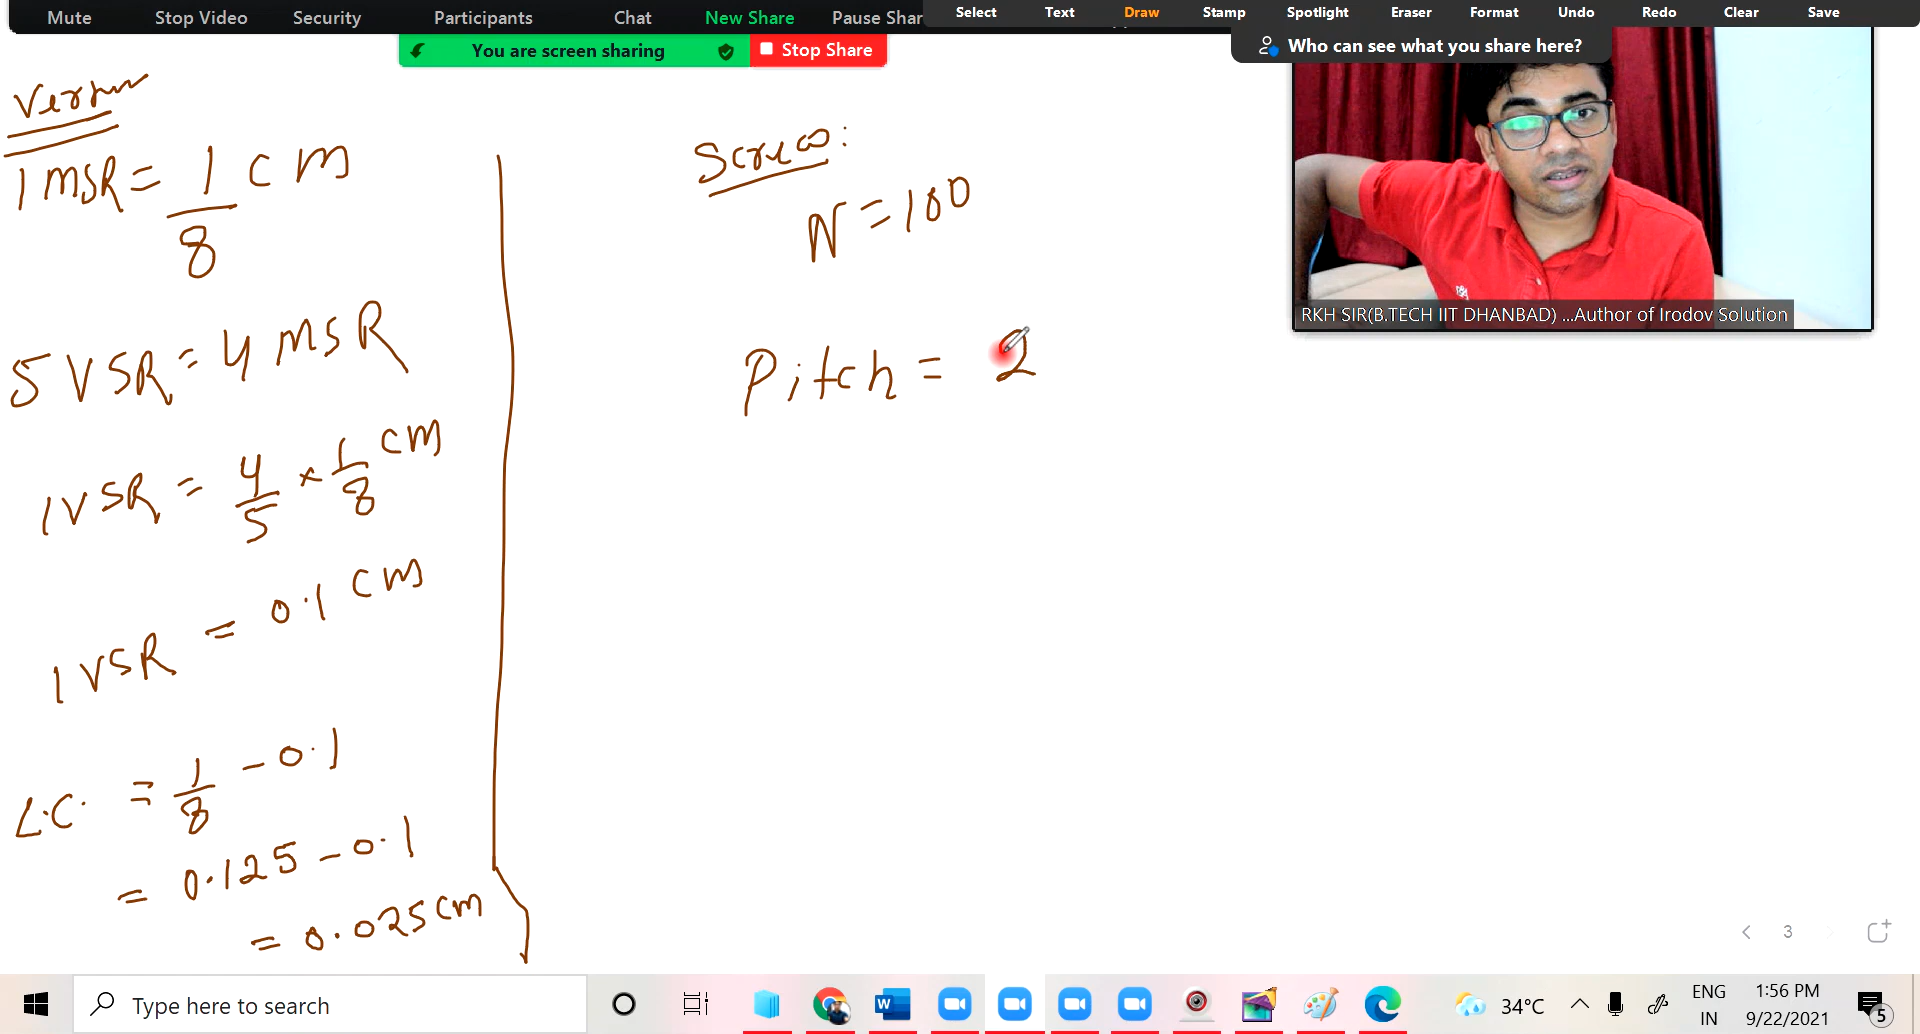 Mute Stop Video Security Participants Chat New Share Pause Shar Select Text Draw Stamp Spotlight Eraser Format Undo Redo Clear Save
You are screen sharing Stop Share Who can see what you share here?
RKH SIR(B.TECH IIT DHANBAD) ...Author of Irodov Solution
1 MSR = 1/8 cm
5 VSR = 4 MSR
1 VSR = 4/5 × 1/8 cm
1 VSR = 0.1 cm
L.C. = 1/8 - 0.1
= 0.125 - 0.1
= 0.025 cm
Screw:
N = 100
Pitch = 2
3
Type here to search
34°C
ENG
IN
1:56 PM
9/22/2021
5